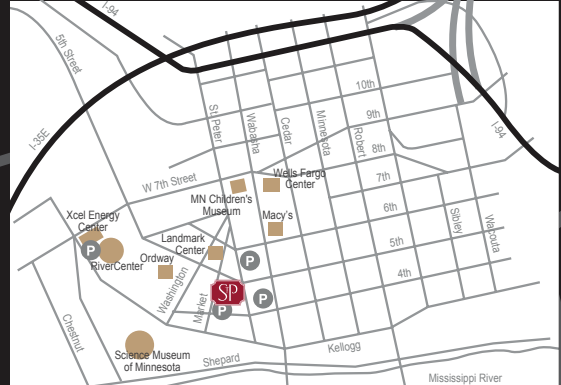 I-94
5th Street
I-35E
10th
9th
8th
7th
6th
5th
4th
St. Peter
Wabasha
Cedar
Minnesota
Robert
I-94
W 7th Street
Wells Fargo
Center
MN Children's
Museum
Macy's
Xcel Energy
Center
P
RiverCenter
Ordway
Landmark
Center
P
P
P
SP
Washington
Market
Sibley
Wacouta
Chestnut
Science Museum
of Minnesota
Shepard
Kellogg
Mississippi River